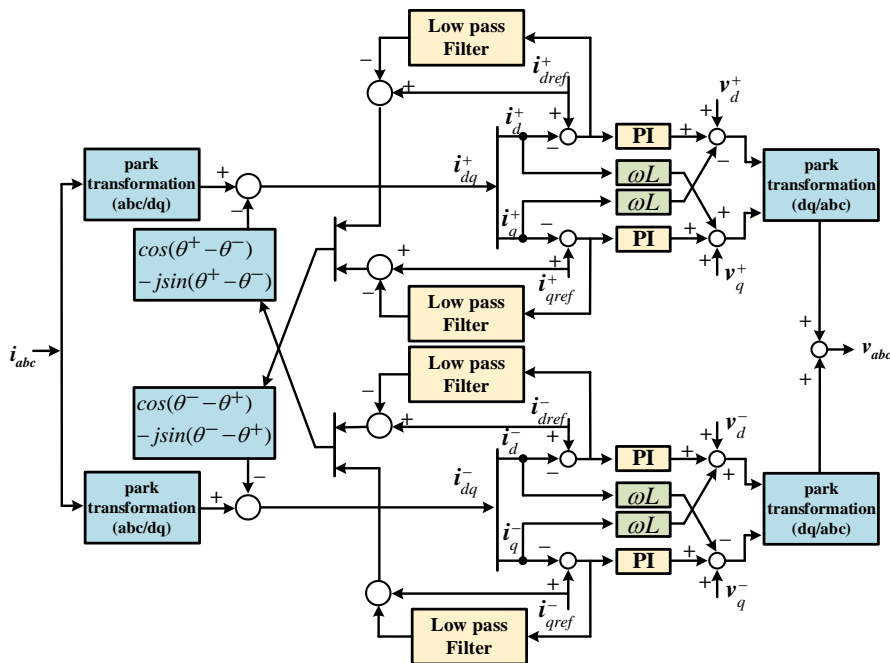 Low pass
Filter
−
+
i⁺dref
v⁺d
+
i⁺d
+
−
PI
+
−
park
transformation
(abc/dq)
+
−
i⁺dq
ωL
ωL
park
transformation
(dq/abc)
cos(θ⁺−θ⁻)
−jsin(θ⁺−θ⁻)
i⁺q
−
+
PI
+
+
+
v⁺q
+
−
i⁺qref
Low pass
Filter
iabc
+
+
vabc
Low pass
Filter
−
+
i⁻dref
v⁻d
+
cos(θ⁻−θ⁺)
−jsin(θ⁻−θ⁺)
i⁻d
+
−
PI
+
+
park
transformation
(abc/dq)
+
−
i⁻dq
ωL
ωL
park
transformation
(dq/abc)
i⁻q
−
+
PI
+
−
+
v⁻q
+
i⁻qref
Low pass
Filter